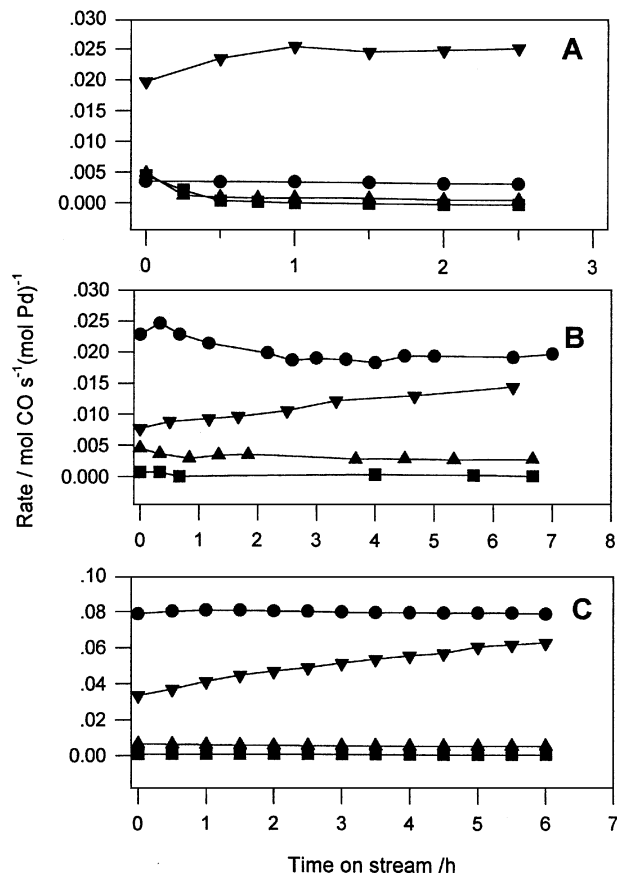 .030
.025
.020
.015
.010
.005
0.000
A
0 1 2 3
.030
.025
.020
.015
.010
.005
0.000
B
0 1 2 3 4 5 6 7 8
.10
.08
.06
.04
.02
0.00
C
0 1 2 3 4 5 6 7
Rate / mol CO s⁻¹(mol Pd)⁻¹
Time on stream /h